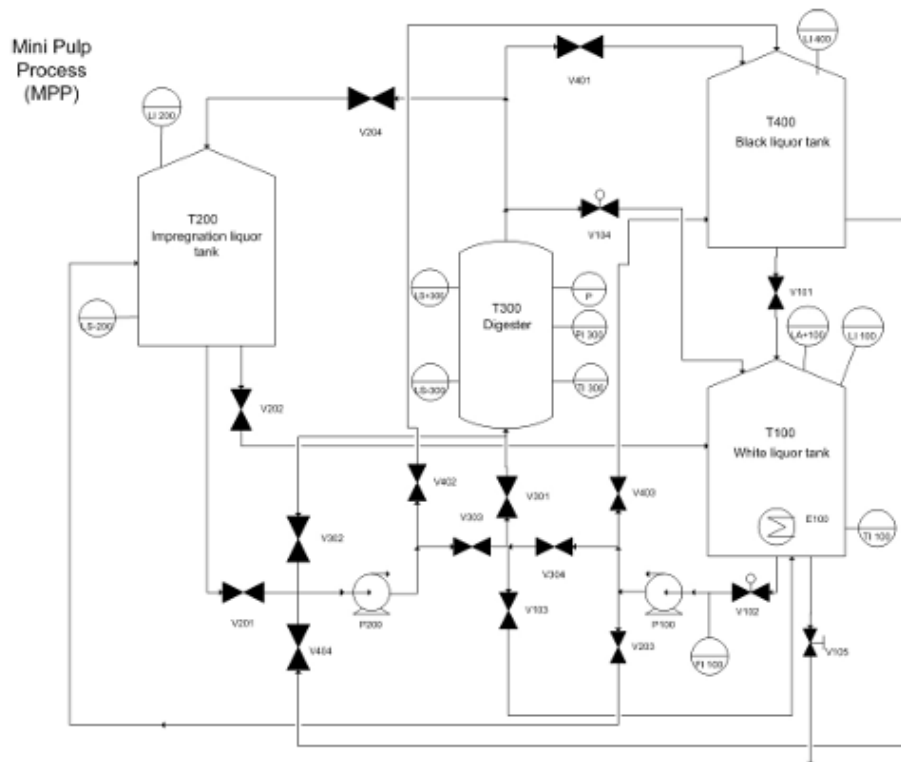 Mini Pulp
Process
(MPP)
LI 400
V401
LI 200
V204
T400
Black liquor tank
T200
Impregnation liquor
tank
V104
LS+300
T300
Digester
P
PI 300
V101
LS-200
LA+100
LI 100
LS-300
TI 300
V202
T100
White liquor tank
V402
V301
V403
V303
E100
TI 100
V302
V306
V201
P200
V103
P100
V102
V404
V203
FI 100
V105